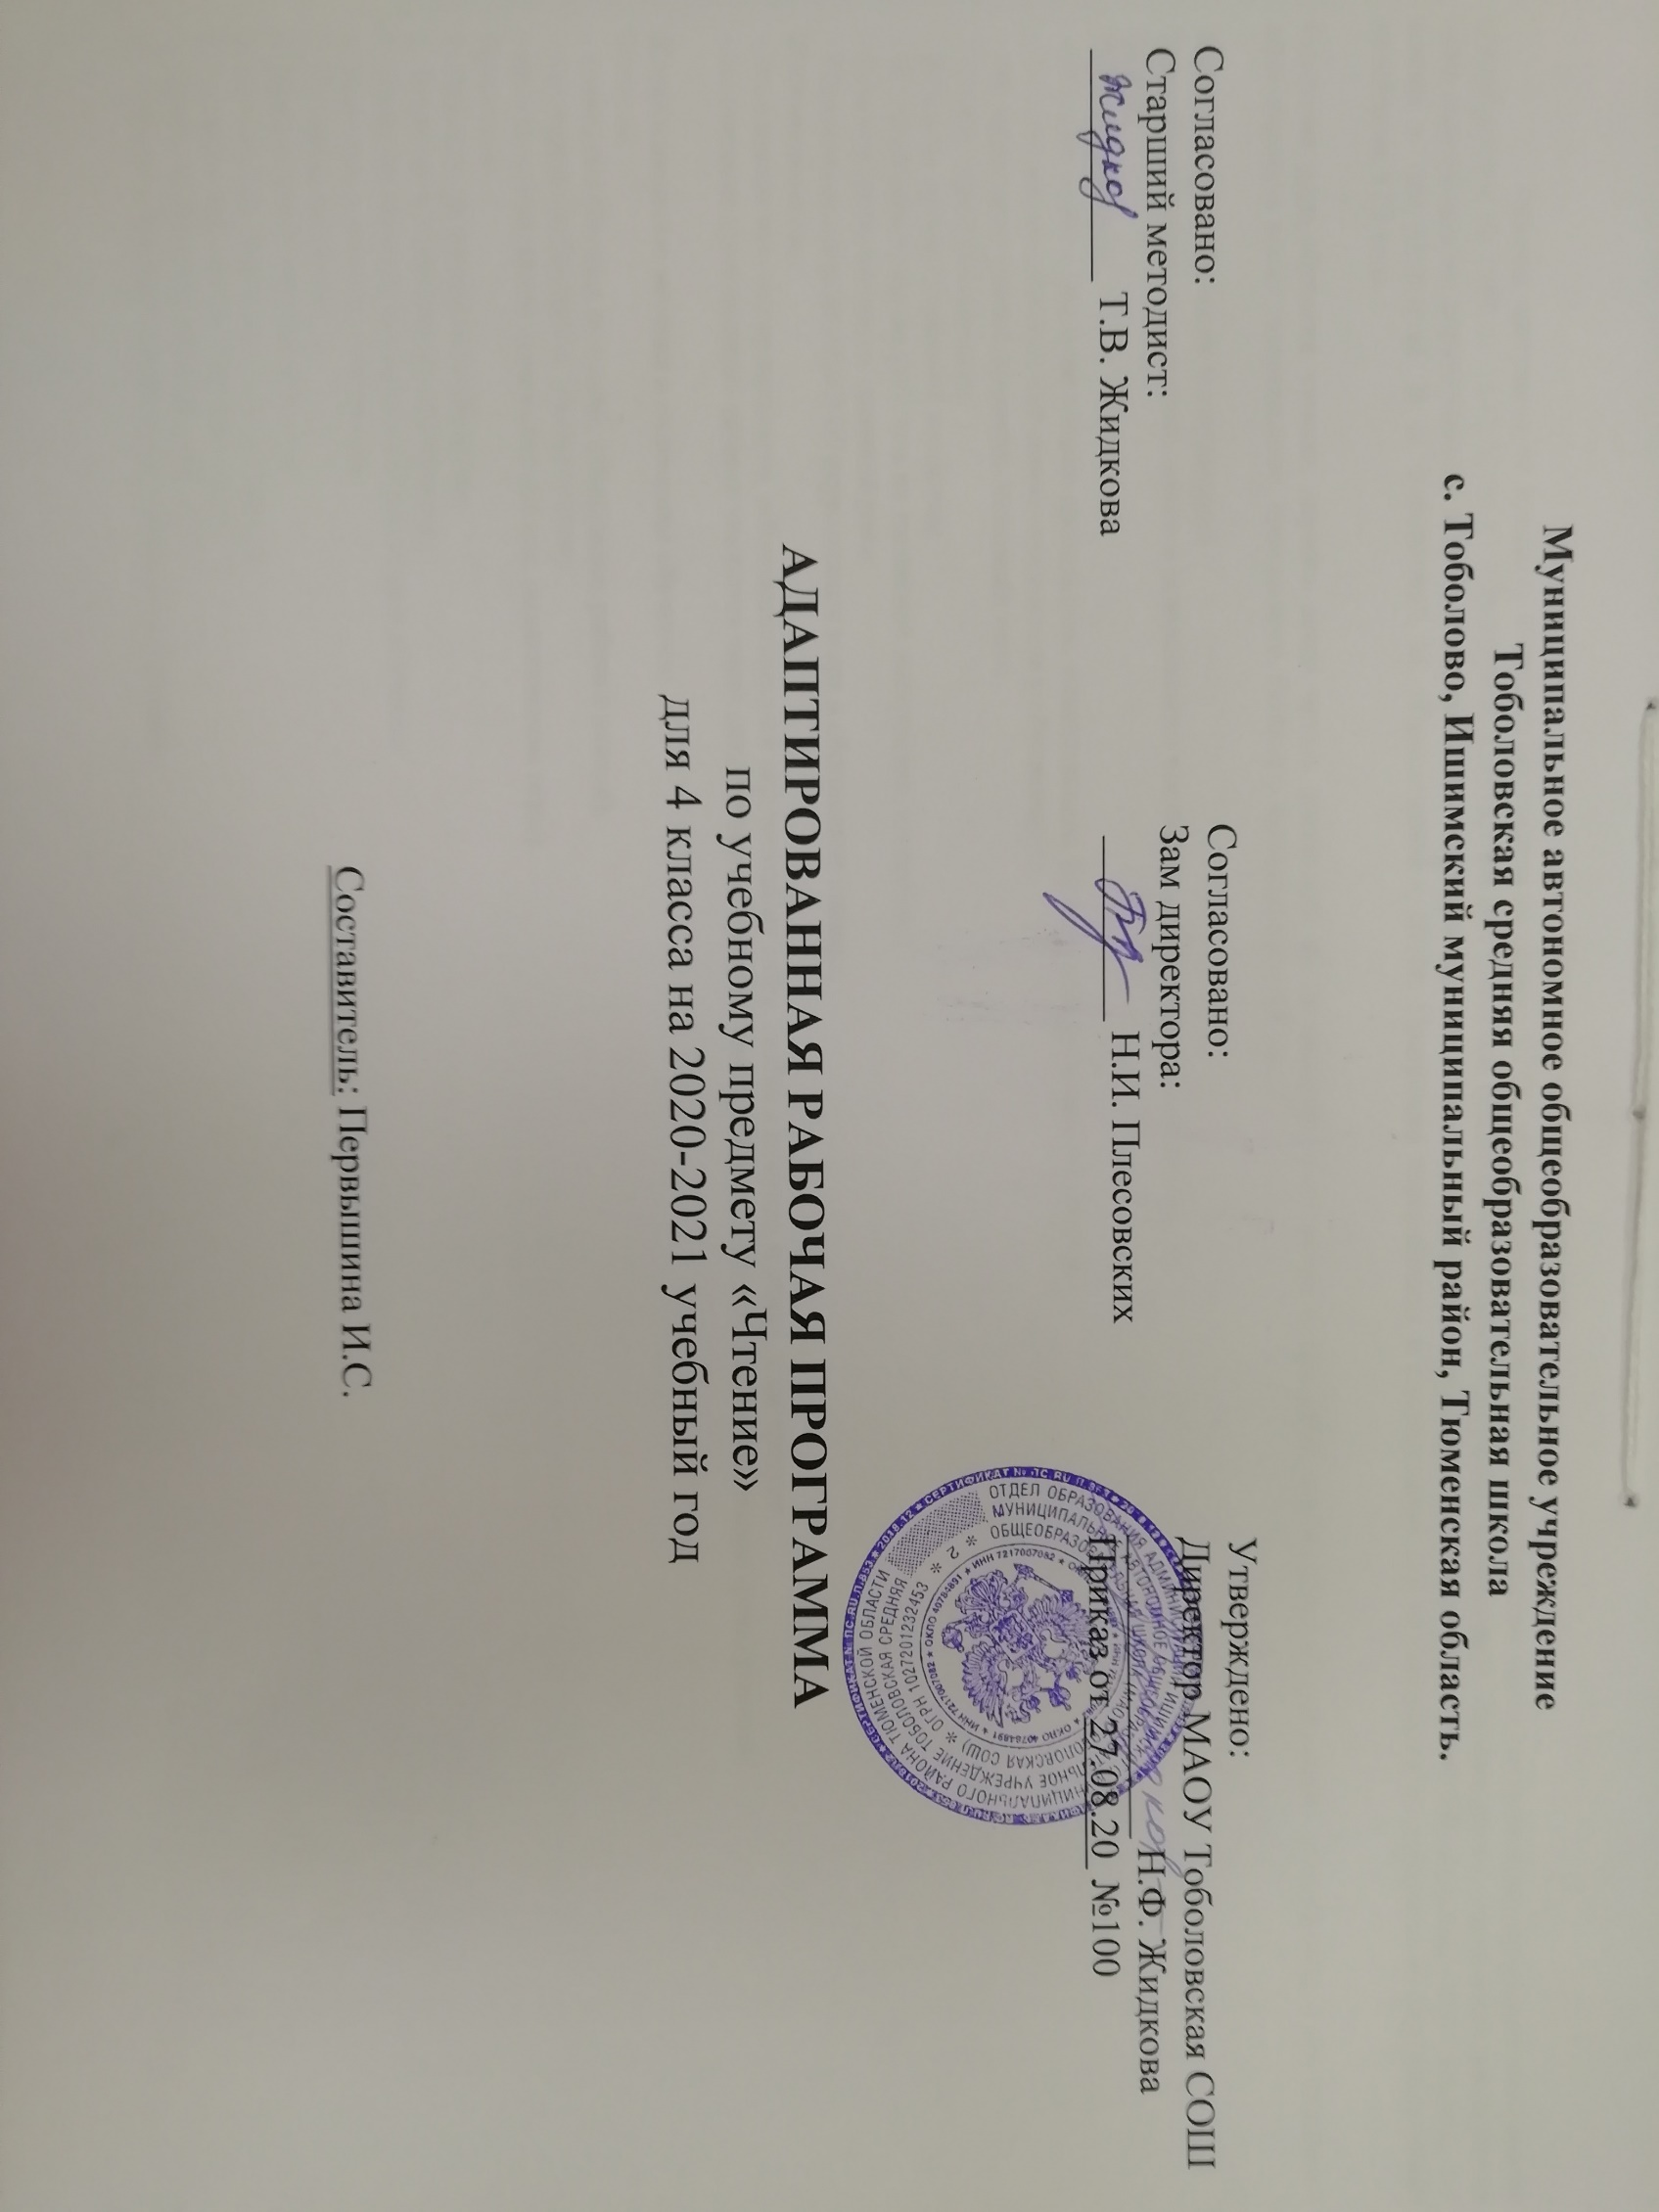 Муниципальное автономное общеобразовательное учреждение
Тоболовская средняя общеобразовательная школа
с. Тоболово, Ишимский муниципальный район, Тюменская область.
Согласовано:
Старший методист:
Т.В. Жидкова
Согласовано:
Зам директора:
Н.И. Плесовских
Утверждено:
Директор МАОУ Тоболовская СОШ
Н.Ф. Жидкова
Приказ от 27.08.20 №100
АДАПТИРОВАННАЯ РАБОЧАЯ ПРОГРАММА
по учебному предмету «Чтение»
для 4 класса на 2020-2021 учебный год
Составитель: Первышина И.С.